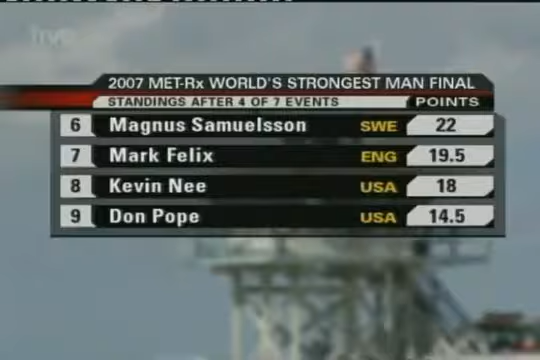 five
2007 MET-Rx WORLD'S STRONGEST MAN FINAL
STANDINGS AFTER 4 OF 7 EVENTS POINTS
6 Magnus Samuelsson SWE 22
7 Mark Felix ENG 19.5
8 Kevin Nee USA 18
9 Don Pope USA 14.5